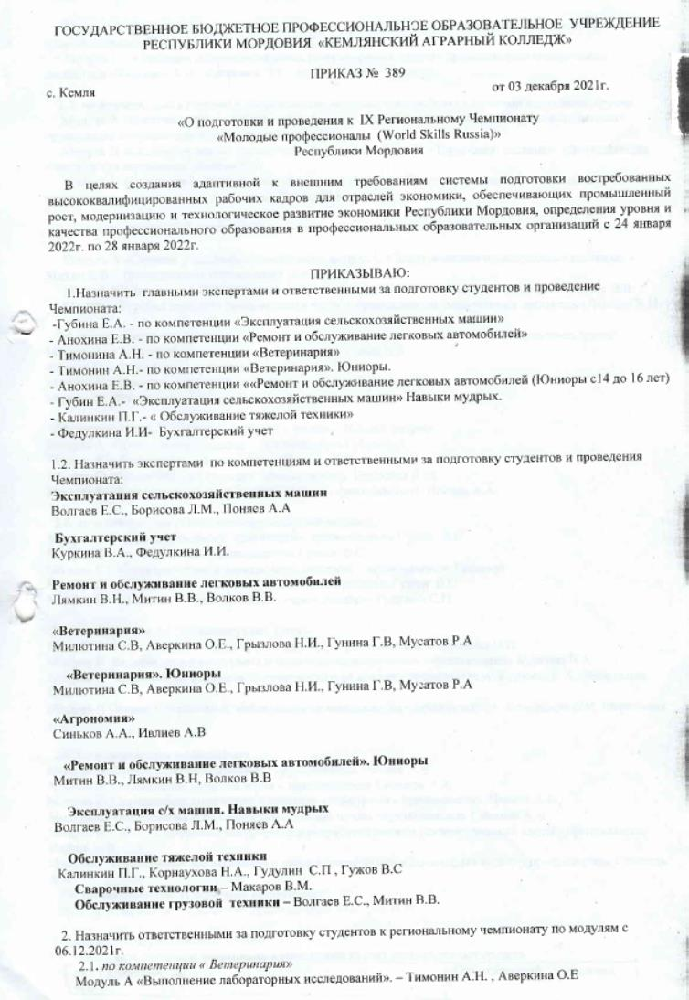 ГОСУДАРСТВЕННОЕ БЮДЖЕТНОЕ ПРОФЕССИОНАЛЬНОЕ ОБРАЗОВАТЕЛЬНОЕ УЧРЕЖДЕНИЕ
РЕСПУБЛИКИ МОРДОВИЯ «КЕМЛЯНСКИЙ АГРАРНЫЙ КОЛЛЕДЖ»
ПРИКАЗ № 389
с. Кемля от 03 декабря 2021г.
«О подготовки и проведения к IX Региональному Чемпионату
«Молодые профессионалы (World Skills Russia)»
Республики Мордовия
В целях создания адаптивной к внешним требованиям системы подготовки востребованных
высококвалифицированных рабочих кадров для отраслей экономики, обеспечивающих промышленный
рост, модернизацию и технологическое развитие экономики Республики Мордовия, определения уровня и
качества профессионального образования в профессиональных образовательных организаций с 24 января
2022г. по 28 января 2022г.
ПРИКАЗЫВАЮ:
1.Назначить главными экспертами и ответственными за подготовку студентов и проведение
Чемпионата:
-Губина Е.А. - по компетенции «Эксплуатация сельскохозяйственных машин»
- Анохина Е.В. - по компетенции «Ремонт и обслуживание легковых автомобилей»
- Тимонина А.Н. - по компетенции «Ветеринария»
- Тимонин А.Н.- по компетенции «Ветеринария». Юниоры.
- Анохина Е.В. - по компетенции ««Ремонт и обслуживание легковых автомобилей (Юниоры с14 до 16 лет)
- Губин Е.А.- «Эксплуатация сельскохозяйственных машин» Навыки мудрых.
- Калинкин П.Г.- « Обслуживание тяжелой техники»
- Федулкина И.И- Бухгалтерский учет
1.2. Назначить экспертами по компетенциям и ответственными за подготовку студентов и проведения
Чемпионата:
Эксплуатация сельскохозяйственных машин
Волгаев Е.С., Борисова Л.М., Поняев А.А
Бухгалтерский учет
Куркина В.А., Федулкина И.И.
Ремонт и обслуживание легковых автомобилей
Лямкин В.Н., Митин В.В., Волков В.В.
«Ветеринария»
Милютина С.В, Аверкина О.Е., Грызлова Н.И., Гунина Г.В, Мусатов Р.А
«Ветеринария». Юниоры
Милютина С.В, Аверкина О.Е., Грызлова Н.И., Гунина Г.В, Мусатов Р.А
«Агрономия»
Синьков А.А., Ивлиев А.В
«Ремонт и обслуживание легковых автомобилей». Юниоры
Митин В.В., Лямкин В.Н, Волков В.В
Эксплуатация с/х машин. Навыки мудрых
Волгаев Е.С., Борисова Л.М., Поняев А.А
Обслуживание тяжелой техники
Калинкин П.Г., Корнаухова Н.А., Гудулин С.П , Гужов В.С
Сварочные технологии – Макаров В.М.
Обслуживание грузовой техники – Волгаев Е.С., Митин В.В.
2. Назначить ответственными за подготовку студентов к региональному чемпионату по модулям с
06.12.2021г.
2.1. по компетенции « Ветеринария»
Модуль А «Выполнение лабораторных исследований». – Тимонин А.Н. , Аверкина О.Е